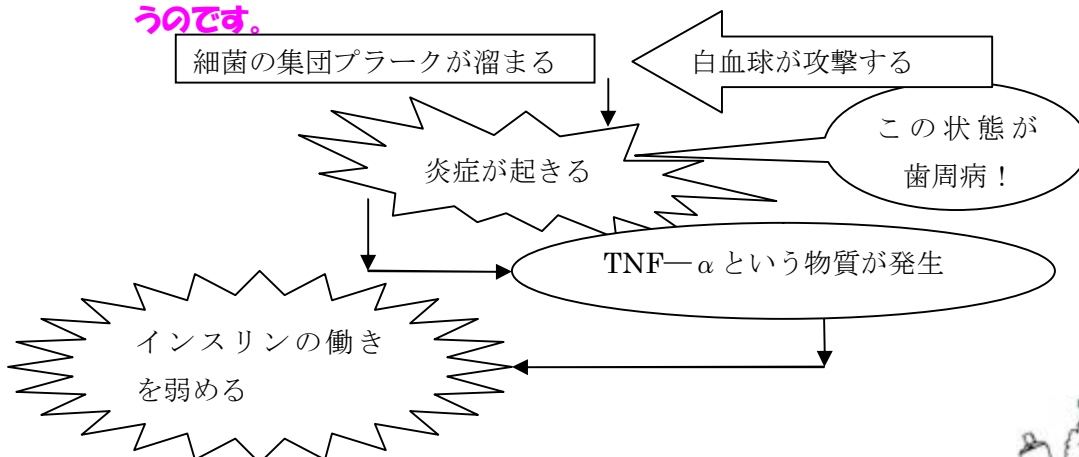 うのです。
細菌の集団プラークが溜まる
白血球が攻撃する
この状態が
歯周病！
炎症が起きる
TNF―αという物質が発生
インスリンの働き
を弱める